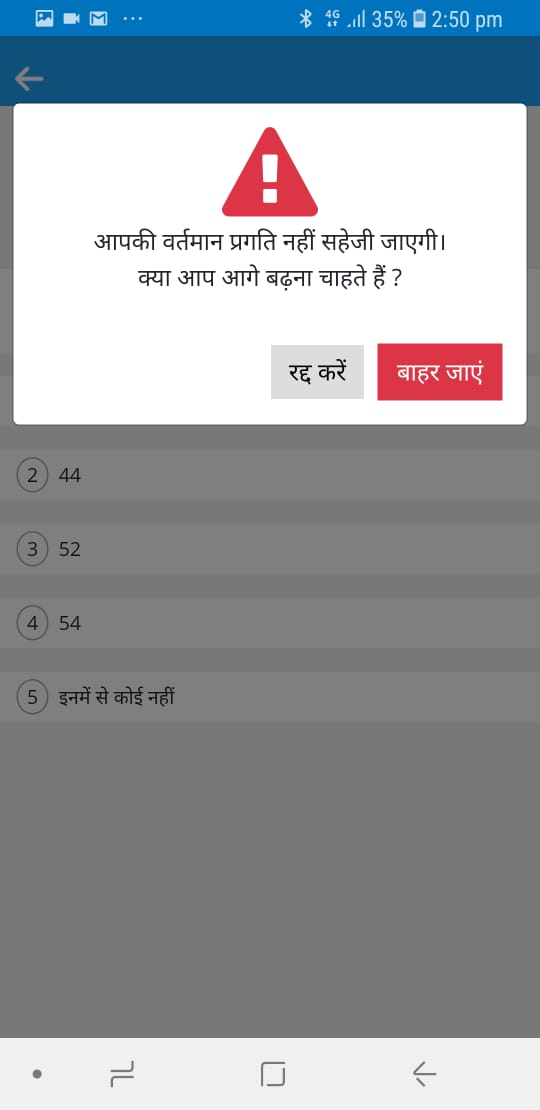 4G 35% 2:50 pm
आपकी वर्तमान प्रगति नहीं सहेजी जाएगी।
क्या आप आगे बढ़ना चाहते हैं ?
रद्द करें बाहर जाएं
2 44
3 52
4 54
5 इनमें से कोई नहीं